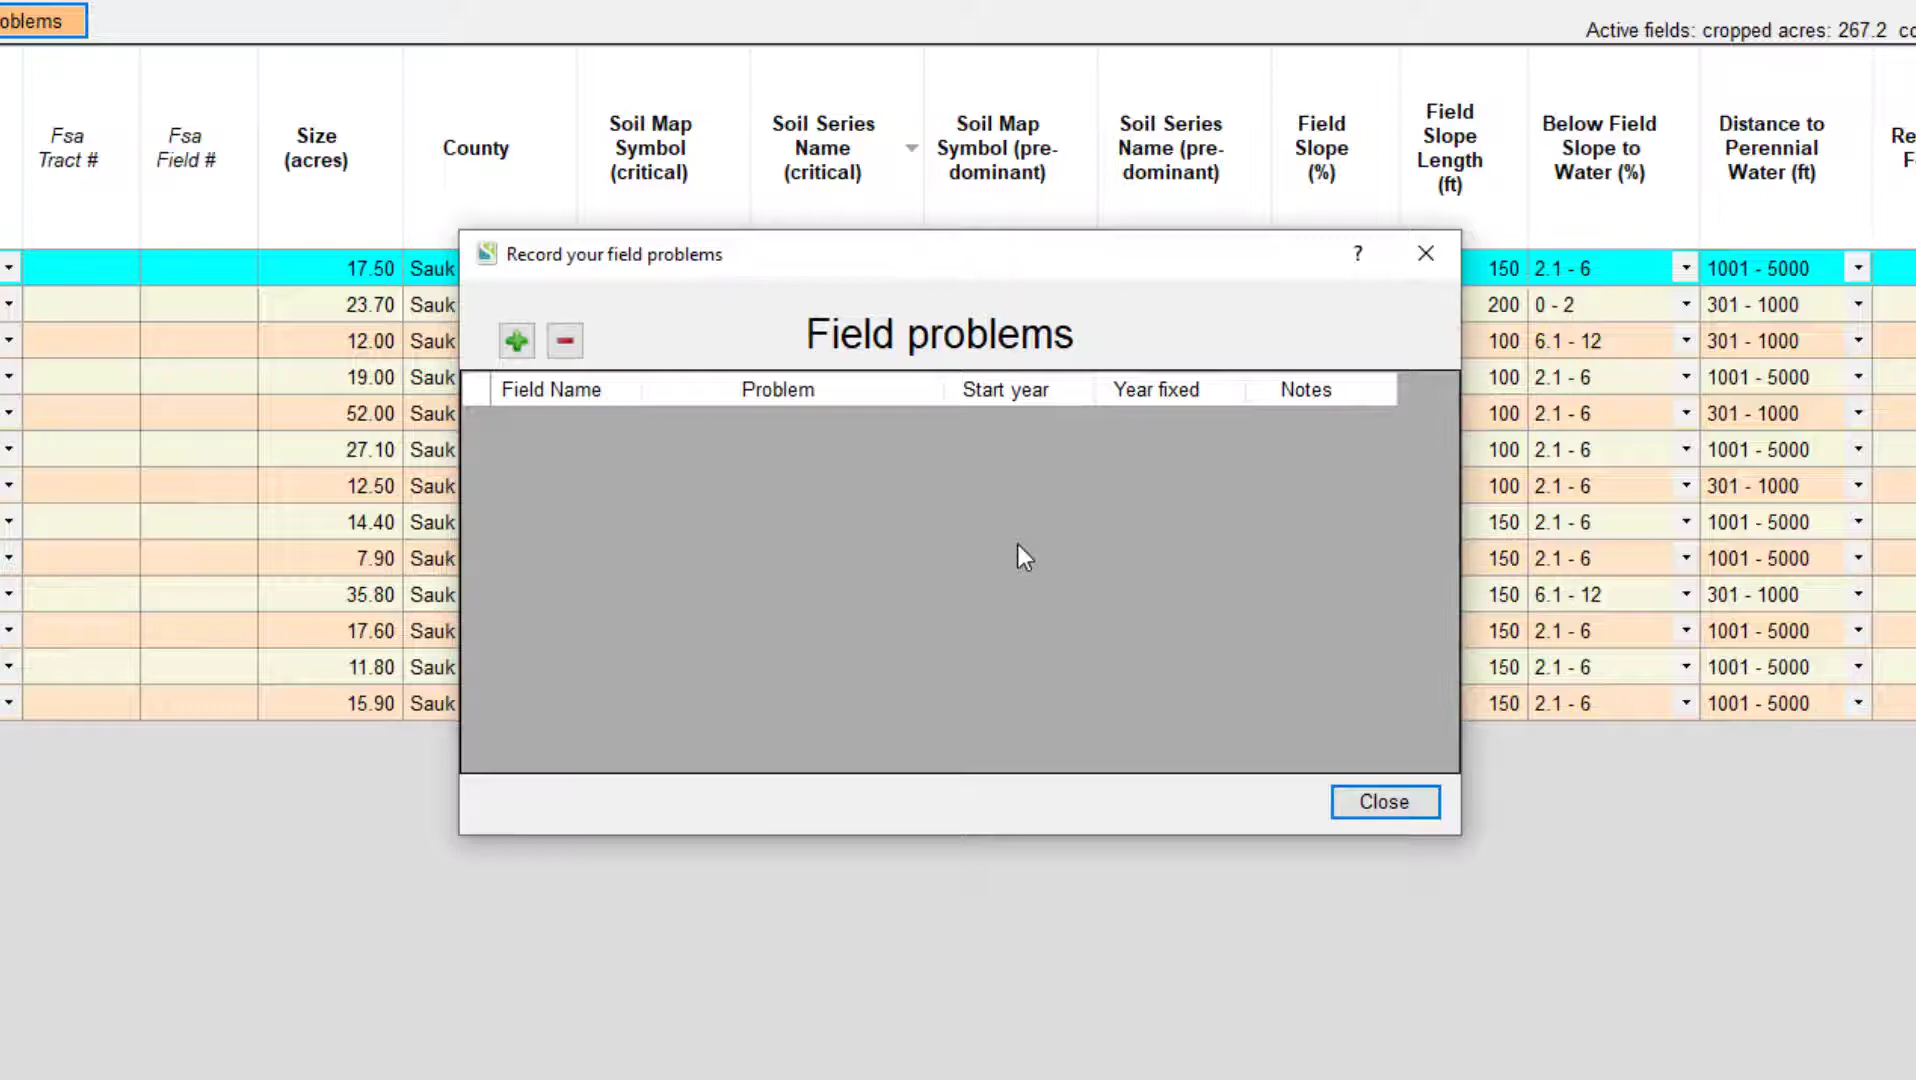 oblems
Active fields: cropped acres: 267.2 co
Fsa Tract #
Fsa Field #
Size (acres)
County
Soil Map Symbol (critical)
Soil Series Name (critical)
Soil Map Symbol (pre-dominant)
Soil Series Name (pre-dominant)
Field Slope (%)
Field Slope Length (ft)
Below Field Slope to Water (%)
Distance to Perennial Water (ft)
Re
F
17.50 Sauk 150 2.1 - 6 1001 - 5000
23.70 Sauk 200 0 - 2 301 - 1000
12.00 Sauk 100 6.1 - 12 301 - 1000
19.00 Sauk 100 2.1 - 6 1001 - 5000
52.00 Sauk 100 2.1 - 6 301 - 1000
27.10 Sauk 100 2.1 - 6 1001 - 5000
12.50 Sauk 100 2.1 - 6 301 - 1000
14.40 Sauk 150 2.1 - 6 1001 - 5000
7.90 Sauk 150 2.1 - 6 1001 - 5000
35.80 Sauk 150 6.1 - 12 301 - 1000
17.60 Sauk 150 2.1 - 6 1001 - 5000
11.80 Sauk 150 2.1 - 6 1001 - 5000
15.90 Sauk 150 2.1 - 6 1001 - 5000
Record your field problems ?
Field problems
Field Name Problem Start year Year fixed Notes
Close